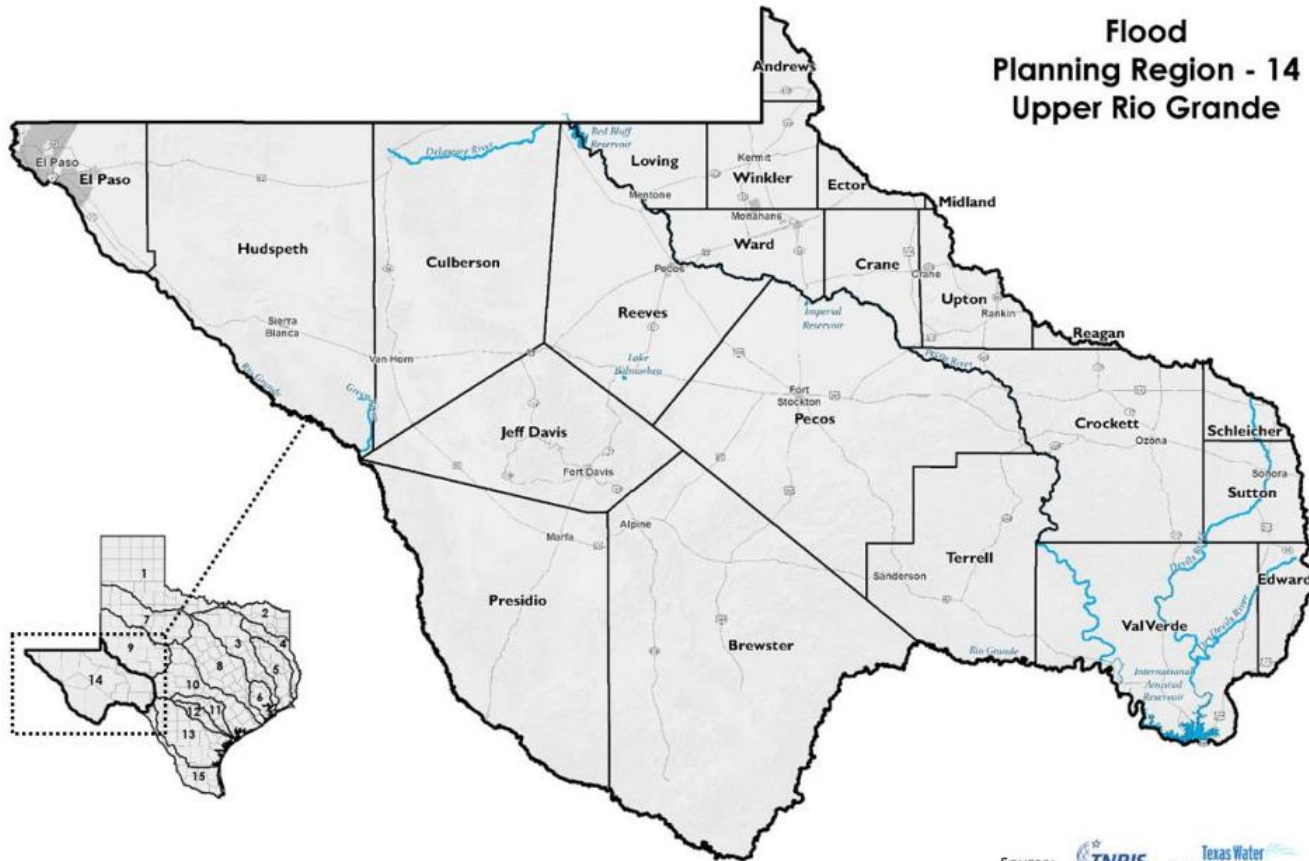 Flood
Planning Region - 14
Upper Rio Grande
Andrews
El Paso
El Paso
Delaware River
Red Bluff
Reservoir
Loving
Mentone
Kermit
Winkler
Ector
Midland
Monahans
Ward
Hudspeth
Culberson
Pecos
Crane
Crane
Upton
Rankin
Reagan
Reeves
Imperial
Reservoir
Sierra
Blanca
Van Horn
Lake
Balmorhea
Pecos River
Rio Grande
Fort
Stockton
Pecos
Jeff Davis
Fort Davis
Crockett
Ozona
Schleicher
Sonora
Sutton
Marfa
Alpine
Presidio
Brewster
Sanderson
Terrell
Rio Grande
Devils River
Dry Devils River
Edward
Val Verde
International
Amistad
Reservoir
1
2
3
4
5
6
7
8
9
10
11
12
13
14
15
TNRIS
Texas Water